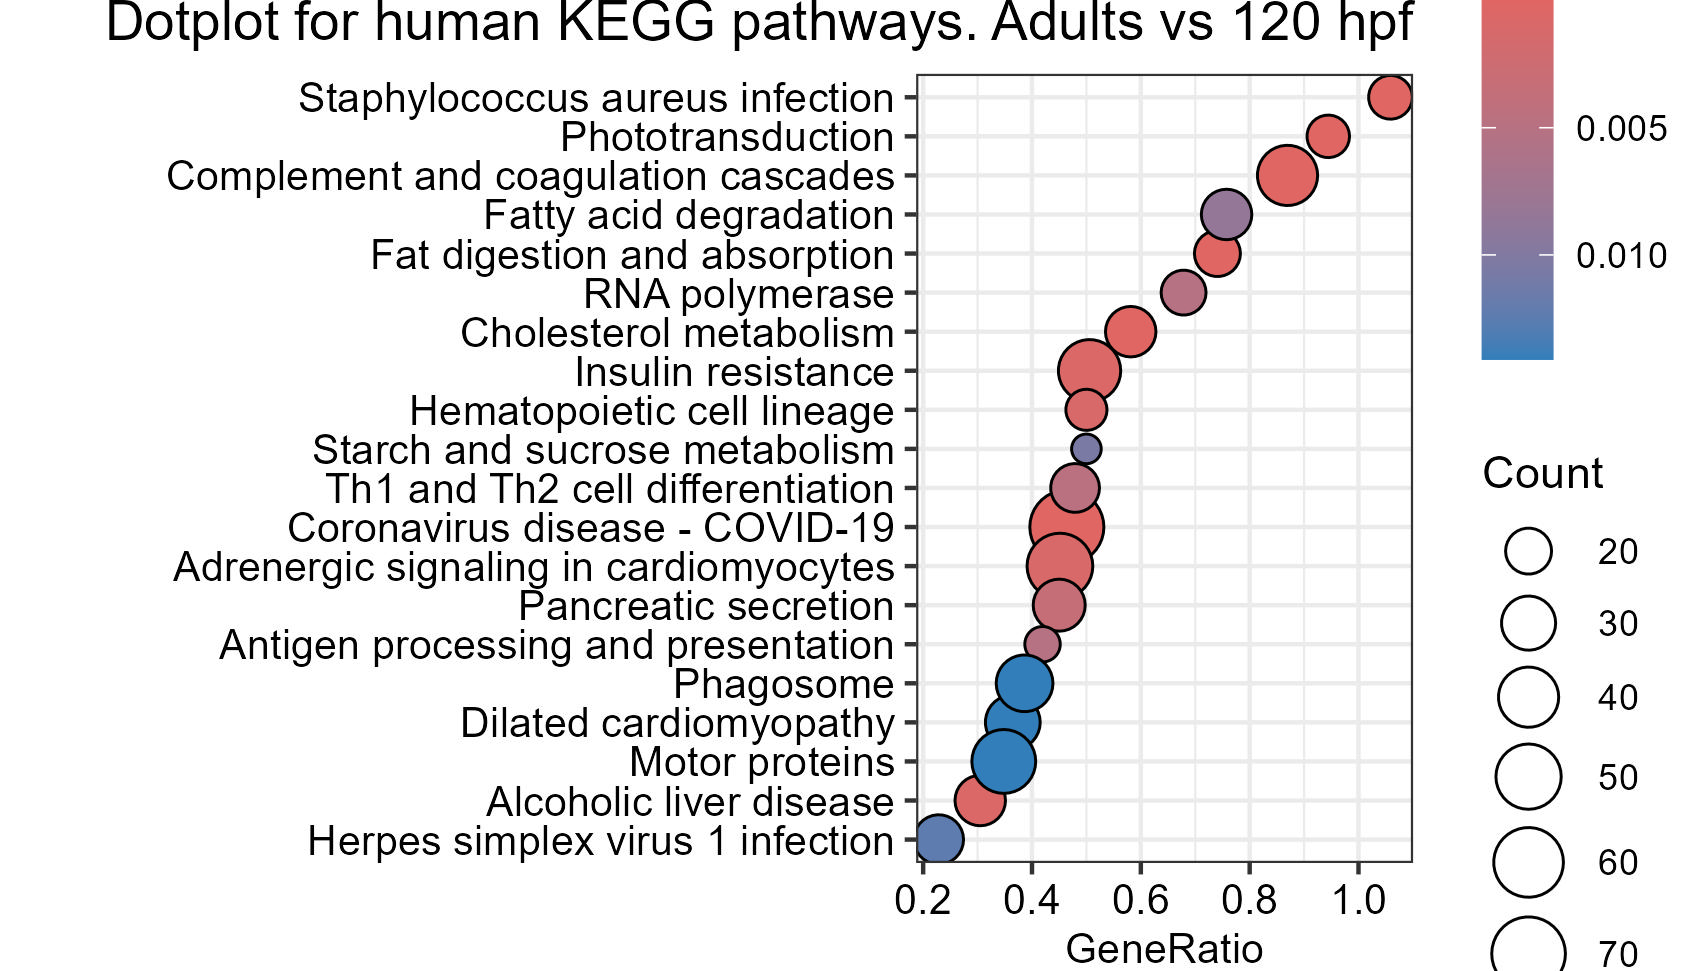 Dotplot for human KEGG pathways. Adults vs 120 hpf
Staphylococcus aureus infection
Phototransduction
Complement and coagulation cascades
Fatty acid degradation
Fat digestion and absorption
RNA polymerase
Cholesterol metabolism
Insulin resistance
Hematopoietic cell lineage
Starch and sucrose metabolism
Th1 and Th2 cell differentiation
Coronavirus disease - COVID-19
Adrenergic signaling in cardiomyocytes
Pancreatic secretion
Antigen processing and presentation
Phagosome
Dilated cardiomyopathy
Motor proteins
Alcoholic liver disease
Herpes simplex virus 1 infection
0.2 0.4 0.6 0.8 1.0
GeneRatio
0.005
0.010
Count
20
30
40
50
60
70